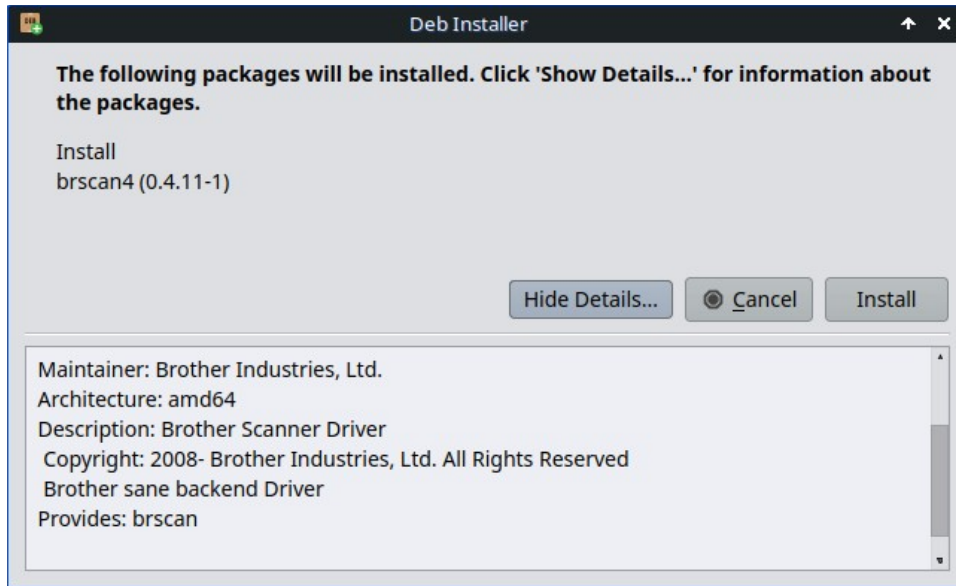 Deb Installer
The following packages will be installed. Click 'Show Details...' for information about
the packages.
Install
brscan4 (0.4.11-1)
Hide Details...
Cancel
Install
Maintainer: Brother Industries, Ltd.
Architecture: amd64
Description: Brother Scanner Driver
Copyright: 2008- Brother Industries, Ltd. All Rights Reserved
Brother sane backend Driver
Provides: brscan